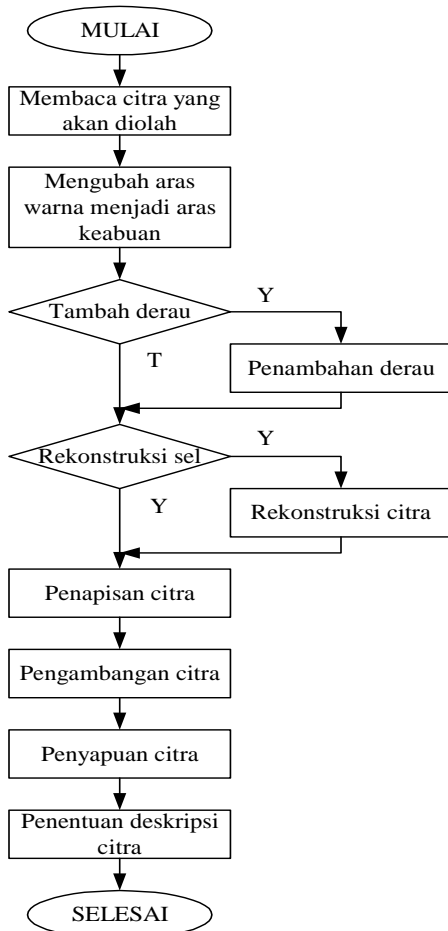 MULAI
Membaca citra yang
akan diolah
Mengubah aras
warna menjadi aras
keabuan
Tambah derau
Y
T
Penambahan derau
Rekonstruksi sel
Y
Y
Rekonstruksi citra
Penapisan citra
Pengambangan citra
Penyapuan citra
Penentuan deskripsi
citra
SELESAI